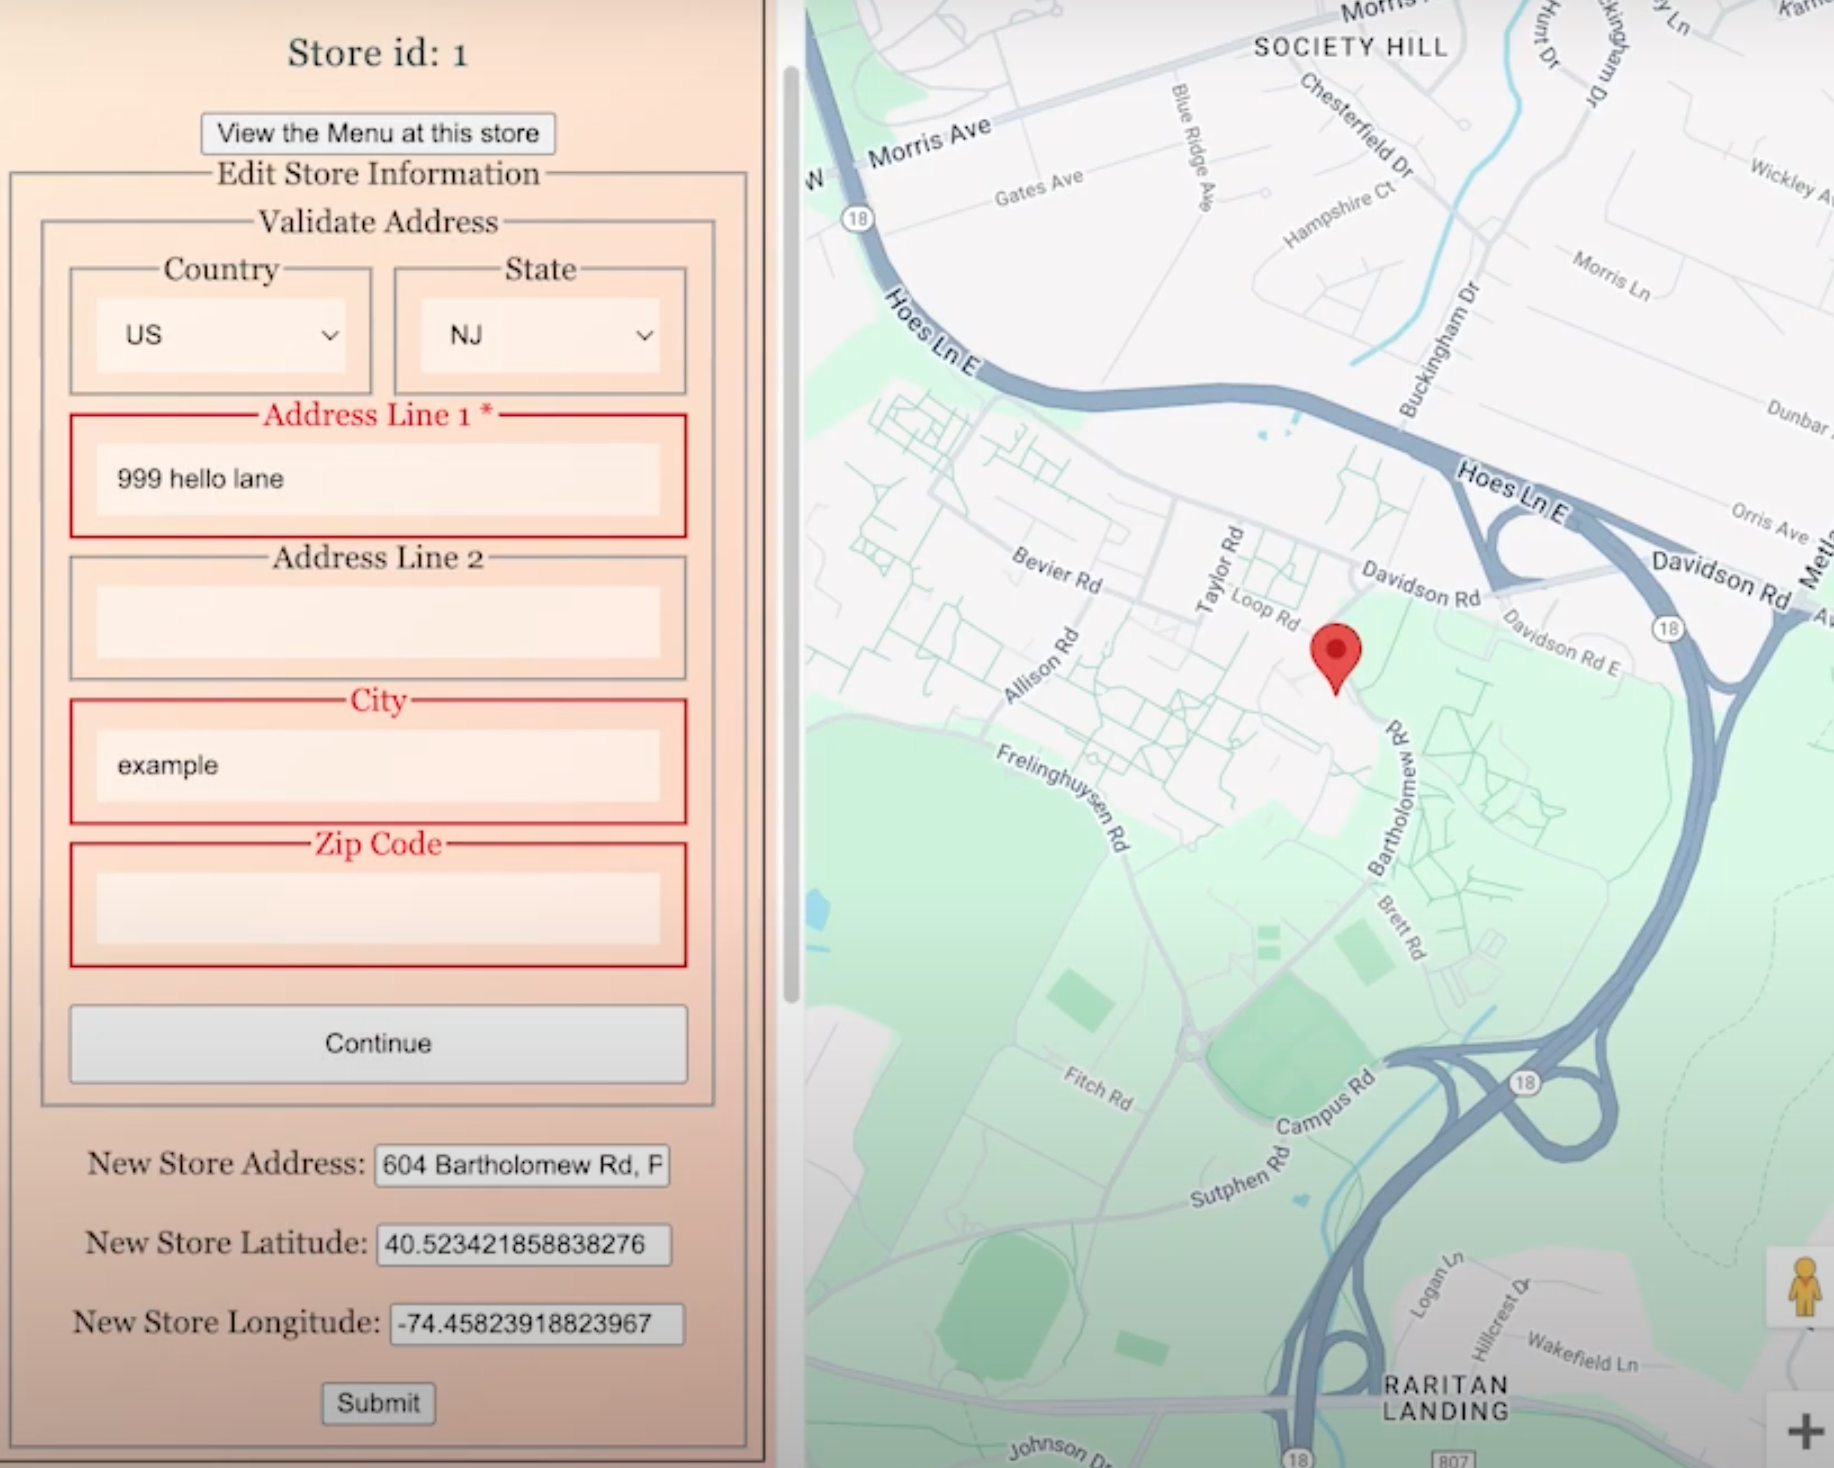 Store id: 1
View the Menu at this store
Edit Store Information
Validate Address
Country
State
US
NJ
Address Line 1 *
999 hello lane
Address Line 2
City
example
Zip Code
Continue
New Store Address: 604 Bartholomew Rd, P
New Store Latitude: 40.523421858838276
New Store Longitude: -74.45823918823967
Submit
SOCIETY HILL
Hunt Dr
Morris Ave
Blue Ridge Ave
Chesterfield Dr
Gates Ave
Hampshire Ct
Wickley
W
18
Morris Ln
Hoes Ln E
Buckingham Dr
Dunbar
Hoes Ln E
Orris Ave
Bevier Rd
Taylor Rd
Loop Rd
Davidson Rd
Davidson Rd
Davidson Rd E
18
Allison Rd
Frelinghuysen Rd
Bartholomew Rd
Brett Rd
Fitch Rd
Campus Rd
18
Sutphen Rd
Logan Ln
Hillcrest Dr
Wakefield Ln
RARITAN
LANDING
Johnson Dr
18
807
+